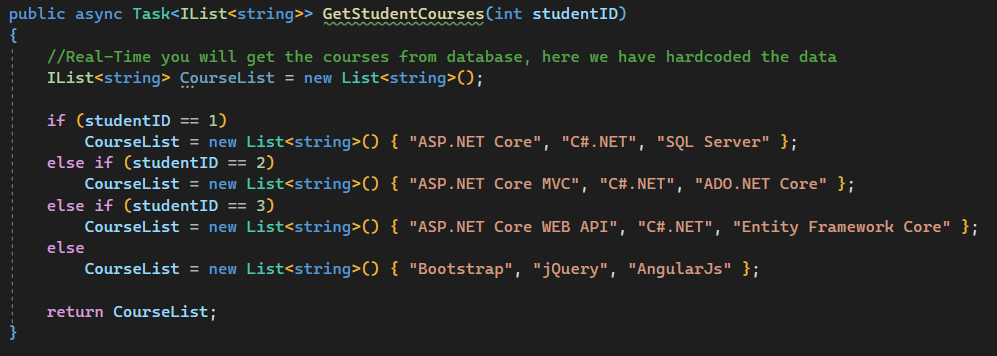 public async Task<IList<string>> GetStudentCourses(int studentID)
{
//Real-Time you will get the courses from database, here we have hardcoded the data
IList<string> CourseList = new List<string>();
if (studentID == 1)
CourseList = new List<string>() { "ASP.NET Core", "C#.NET", "SQL Server" };
else if (studentID == 2)
CourseList = new List<string>() { "ASP.NET Core MVC", "C#.NET", "ADO.NET Core" };
else if (studentID == 3)
CourseList = new List<string>() { "ASP.NET Core WEB API", "C#.NET", "Entity Framework Core" };
else
CourseList = new List<string>() { "Bootstrap", "jQuery", "AngularJs" };
return CourseList;
}